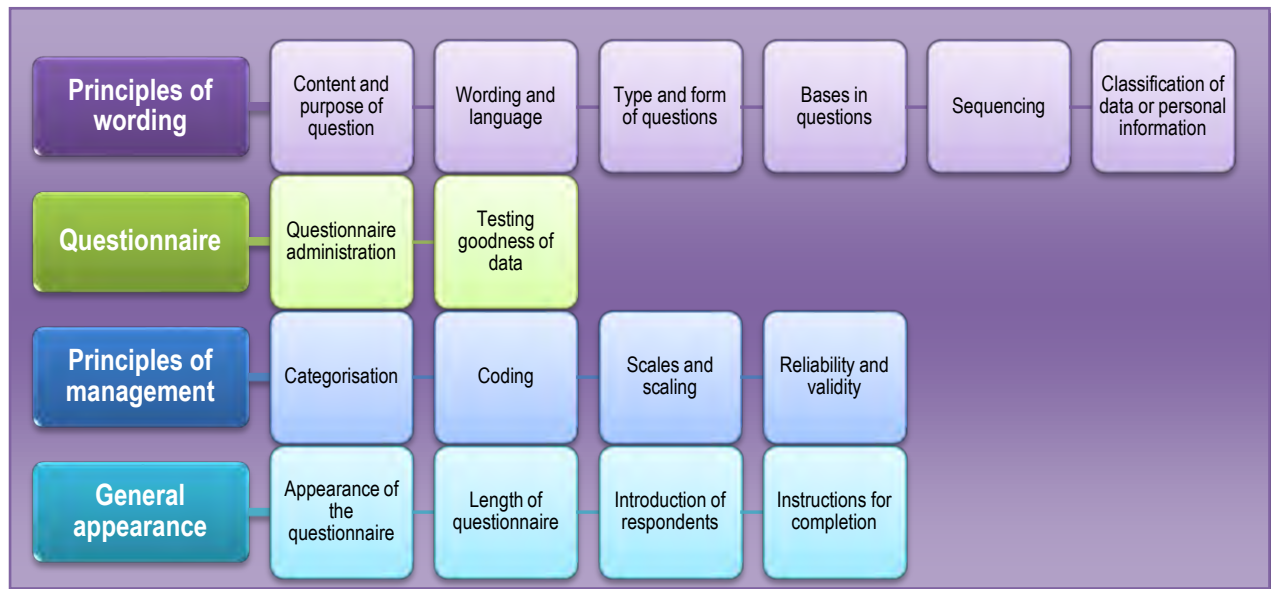 Principles of
wording
Content and
purpose of
question
Wording and
language
Type and form
of questions
Bases in
questions
Sequencing
Classification of
data or personal
information
Questionnaire
Questionnaire
administration
Testing
goodness of
data
Principles of
management
Categorisation
Coding
Scales and
scaling
Reliability and
validity
General
appearance
Appearance of
the
questionnaire
Length of
questionnaire
Introduction of
respondents
Instructions for
completion